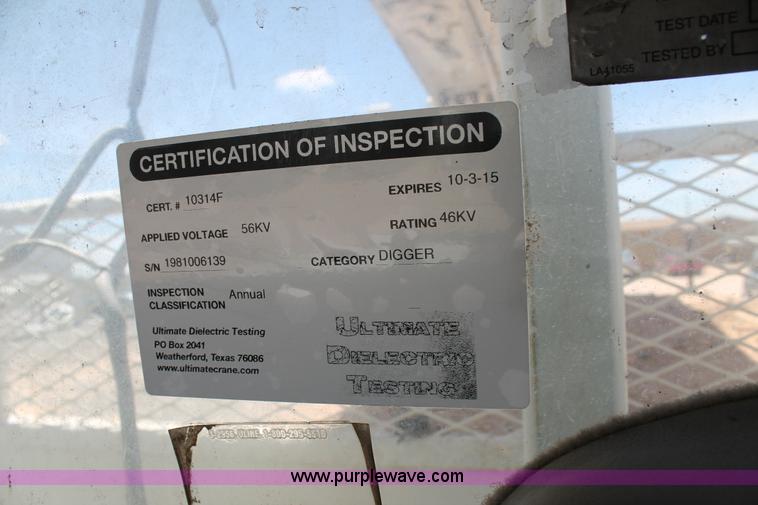 TEST DATE
TESTED BY
LA41055
CERTIFICATION OF INSPECTION
CERT. # 10314F
EXPIRES 10-3-15
APPLIED VOLTAGE 56KV
RATING 46KV
S/N 1981006139
CATEGORY DIGGER
INSPECTION
CLASSIFICATION Annual
Ultimate Dielectric Testing
PO Box 2041
Weatherford, Texas 76086
www.ultimatecrane.com
ULTIMATE
DIELECTRIC
TESTING
www.purplewave.com